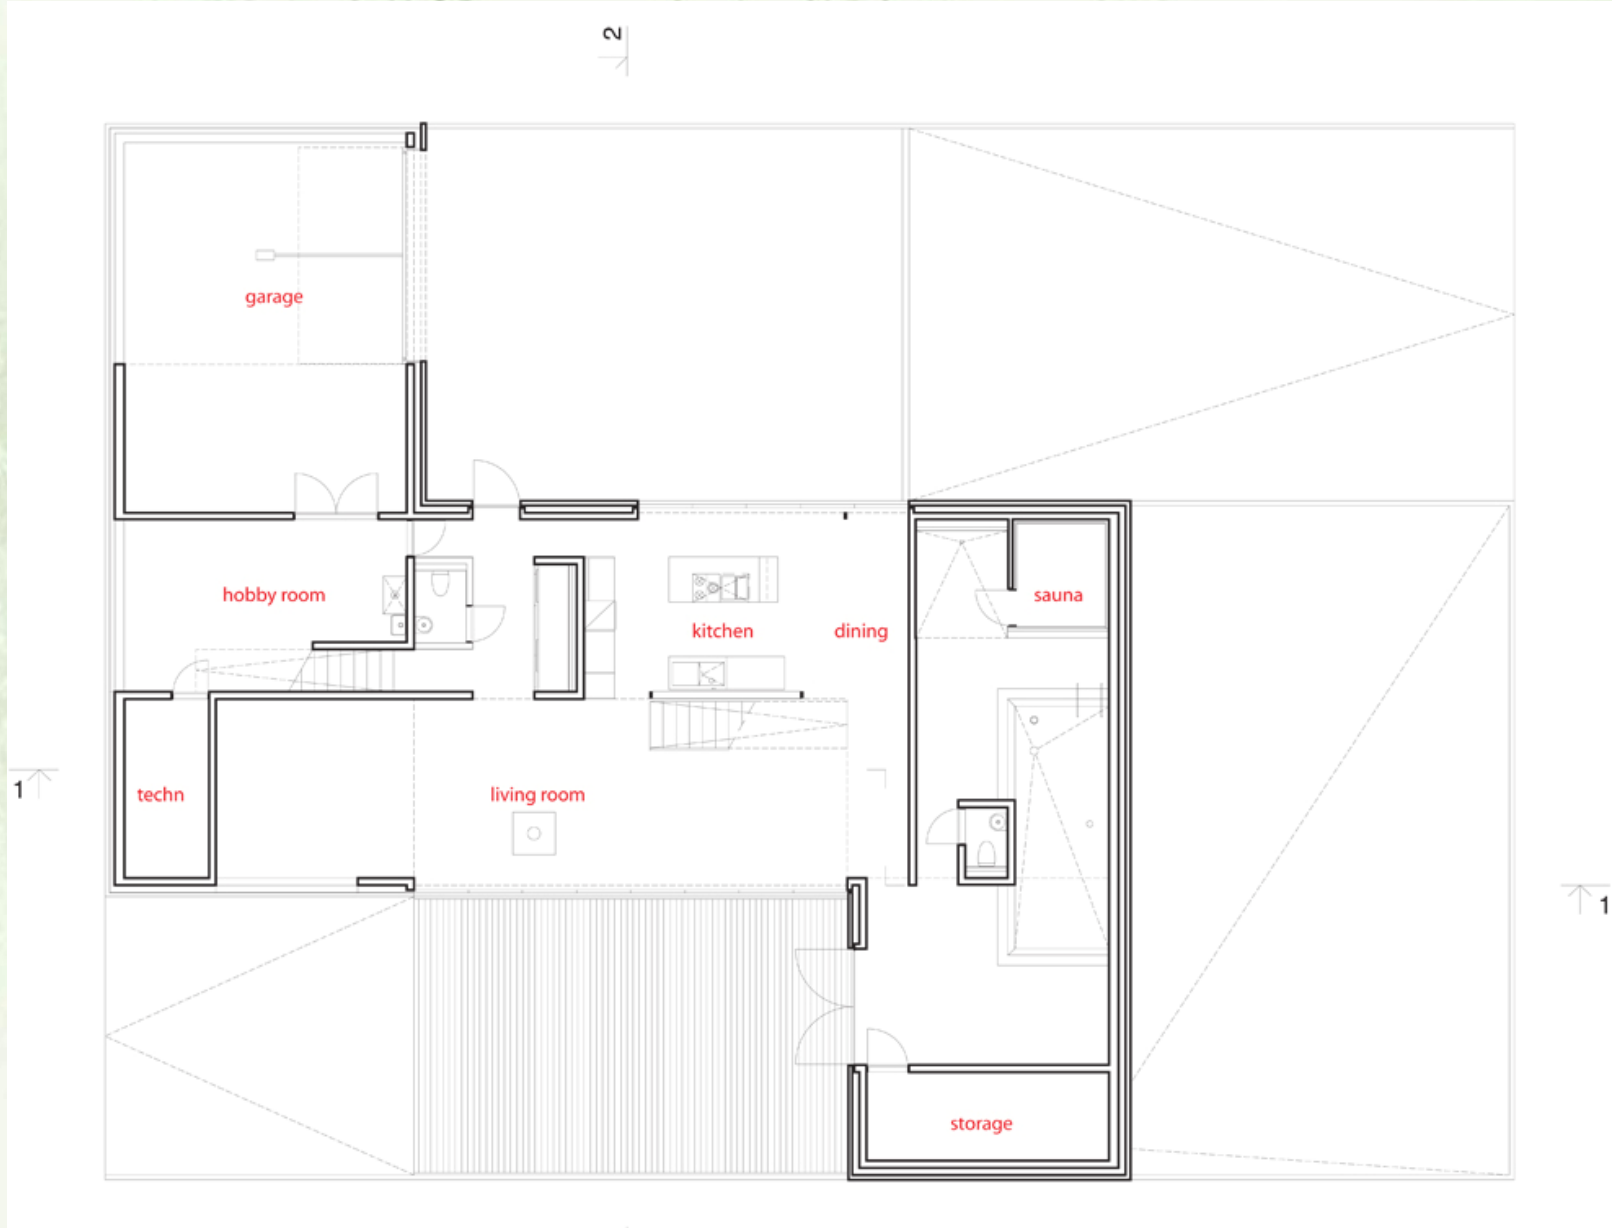 2
garage
hobby room
sauna
kitchen
dining
1
techn
living room
1
storage